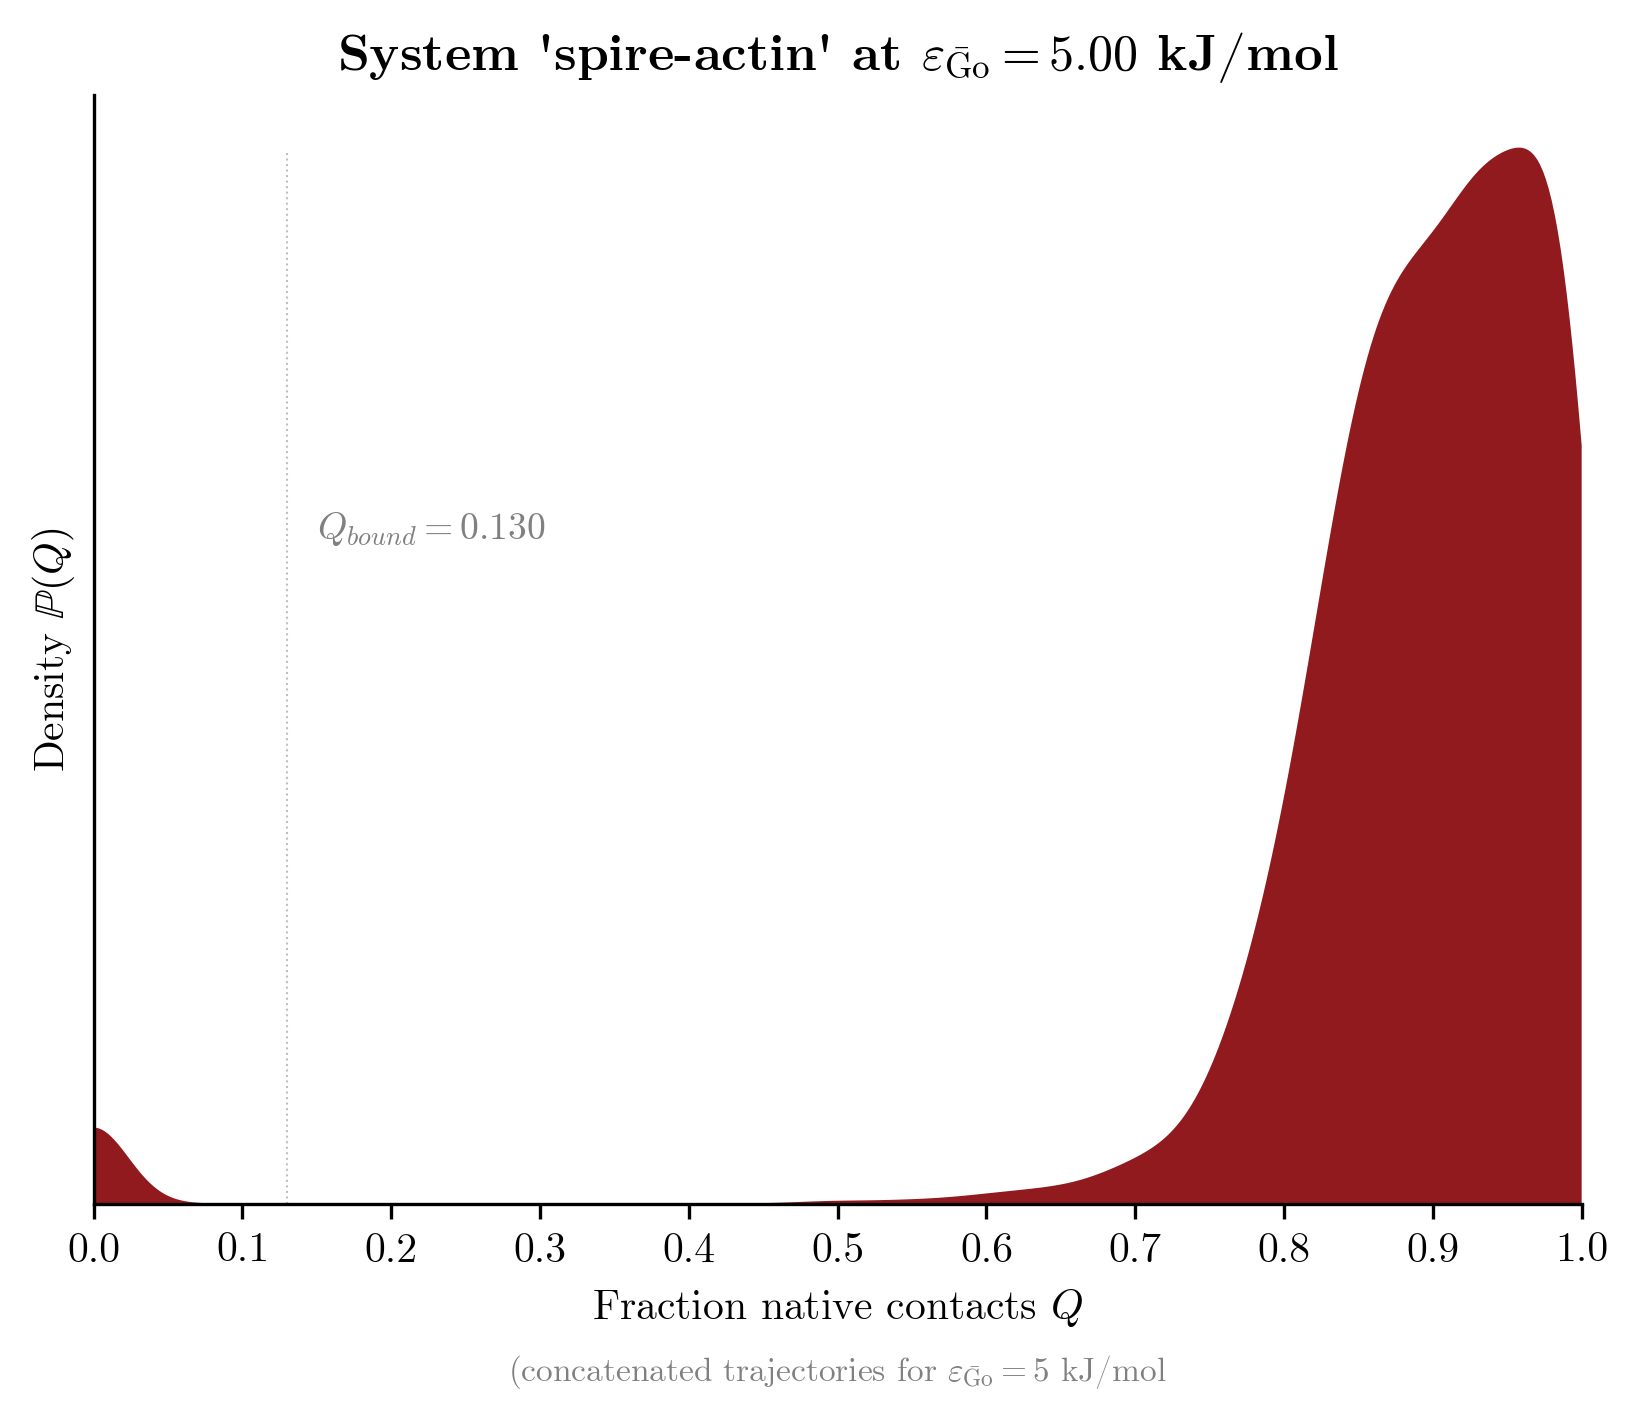 System 'spire-actin' at ε_Ḡo = 5.00 kJ/mol
Q_bound = 0.130
Density ℙ(Q)
0.0 0.1 0.2 0.3 0.4 0.5 0.6 0.7 0.8 0.9 1.0
Fraction native contacts Q
(concatenated trajectories for ε_Ḡo = 5 kJ/mol